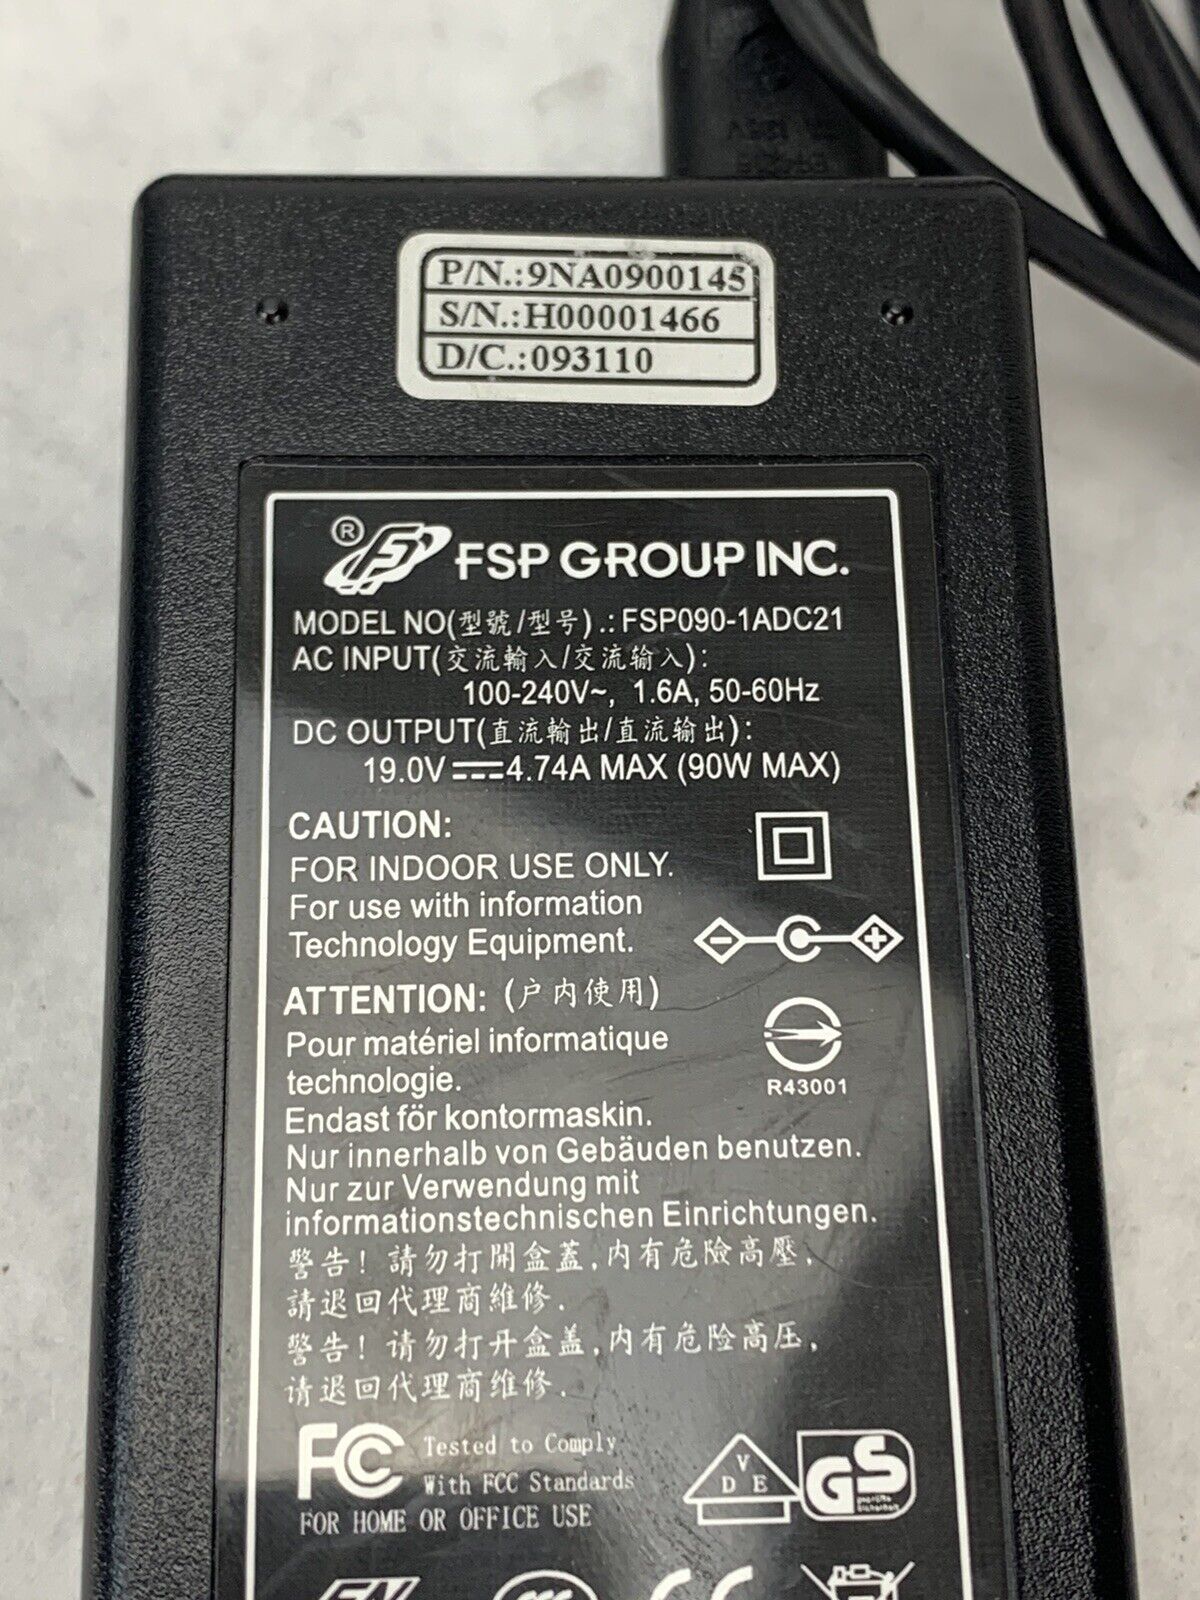 P/N.:9NA0900145
S/N.:H00001466
D/C.:093110
® FSP GROUP INC.
MODEL NO(型號/型号).: FSP090-1ADC21
AC INPUT(交流輸入/交流输入):
100-240V~, 1.6A, 50-60Hz
DC OUTPUT(直流輸出/直流输出):
19.0V⎓4.74A MAX (90W MAX)
CAUTION:
FOR INDOOR USE ONLY.
For use with information
Technology Equipment.
ATTENTION: (户内使用)
Pour matériel informatique
technologie.
R43001
Endast för kontormaskin.
Nur innerhalb von Gebäuden benutzen.
Nur zur Verwendung mit
informationstechnischen Einrichtungen.
警告! 請勿打開盒蓋,内有危險高壓,
請退回代理商維修.
警告! 请勿打开盒盖,内有危险高压,
请退回代理商维修.
FC Tested to Comply
With FCC Standards
FOR HOME OR OFFICE USE
VDE
GS
geprüfte
Sicherheit
CE